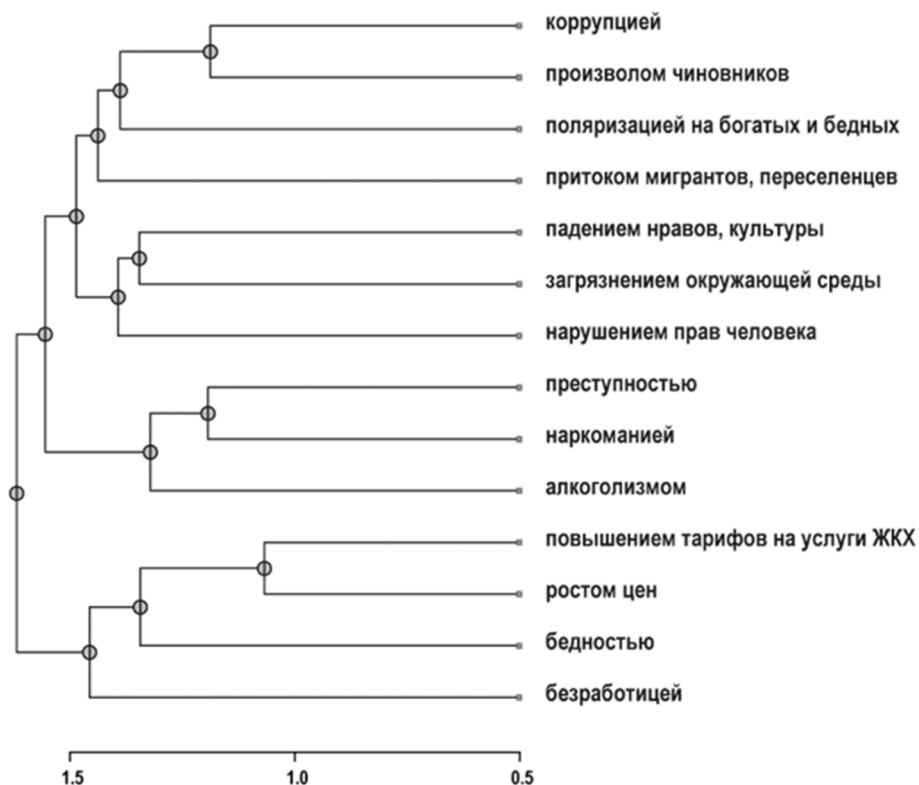 коррупцией
произволом чиновников
поляризацией на богатых и бедных
притоком мигрантов, переселенцев
падением нравов, культуры
загрязнением окружающей среды
нарушением прав человека
преступностью
наркоманией
алкоголизмом
повышением тарифов на услуги ЖКХ
ростом цен
бедностью
безработицей
1.5 1.0 0.5